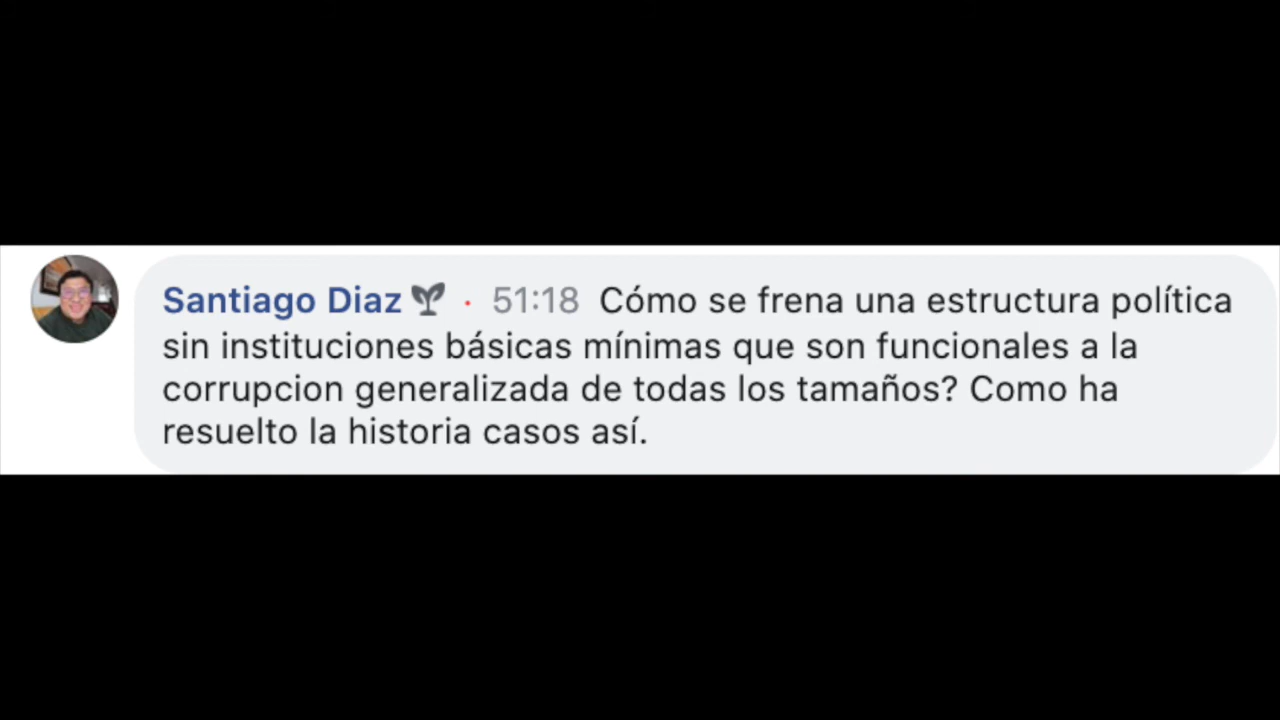 Santiago Diaz · 51:18 Cómo se frena una estructura política
sin instituciones básicas mínimas que son funcionales a la
corrupcion generalizada de todas los tamaños? Como ha
resuelto la historia casos así.